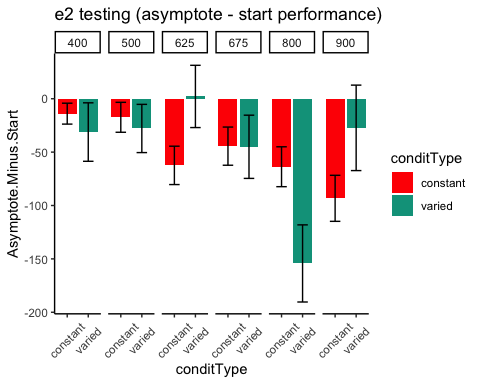 e2 testing (asymptote - start performance)
400 500 625 675 800 900
Asymptote.Minus.Start
0
-50
-100
-150
-200
constant varied constant varied constant varied constant varied constant varied constant varied
conditType
conditType
constant
varied